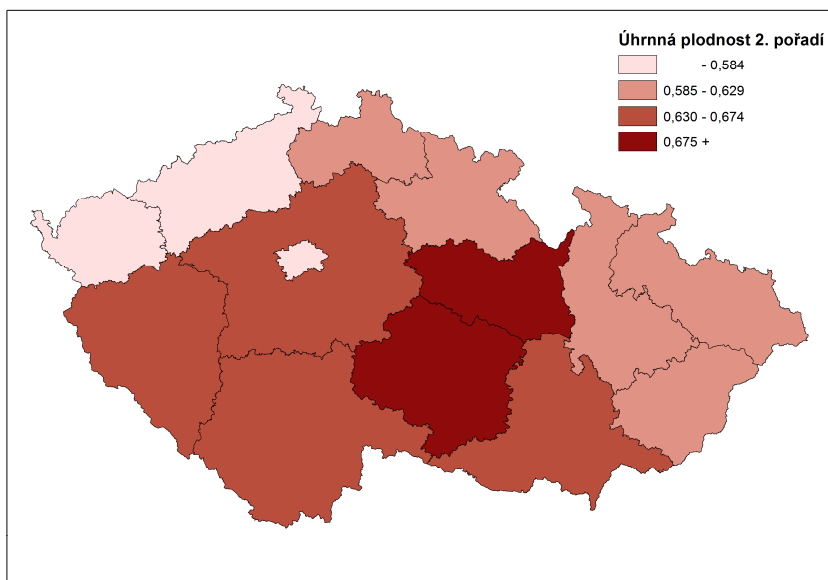 Úhrnná plodnost 2. pořadí
- 0,584
0,585 - 0,629
0,630 - 0,674
0,675 +